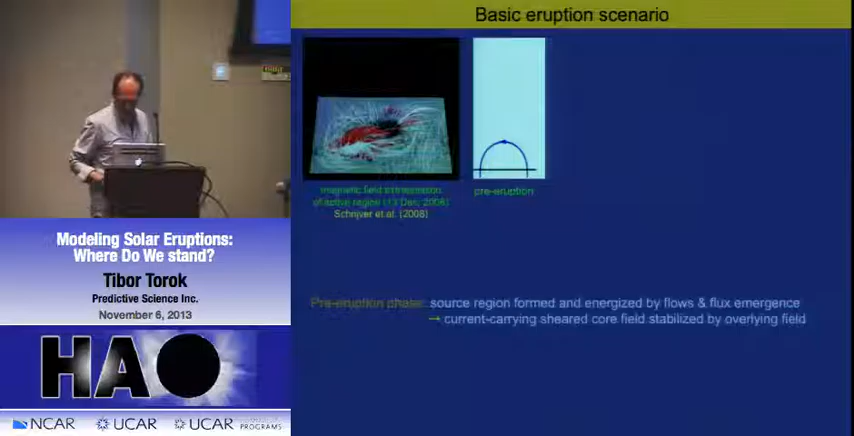 Basic eruption scenario
magnetic field extrapolation
of active region (13 Dec. 2006)
Schrijver et al. (2008)
pre-eruption
Pre-eruption phase: source region formed and energized by flows & flux emergence
→ current-carrying sheared core field stabilized by overlying field
Modeling Solar Eruptions:
Where Do We stand?
Tibor Torok
Predictive Science Inc.
November 6, 2013
HAO
NCAR UCAR UCAR PROGRAMS